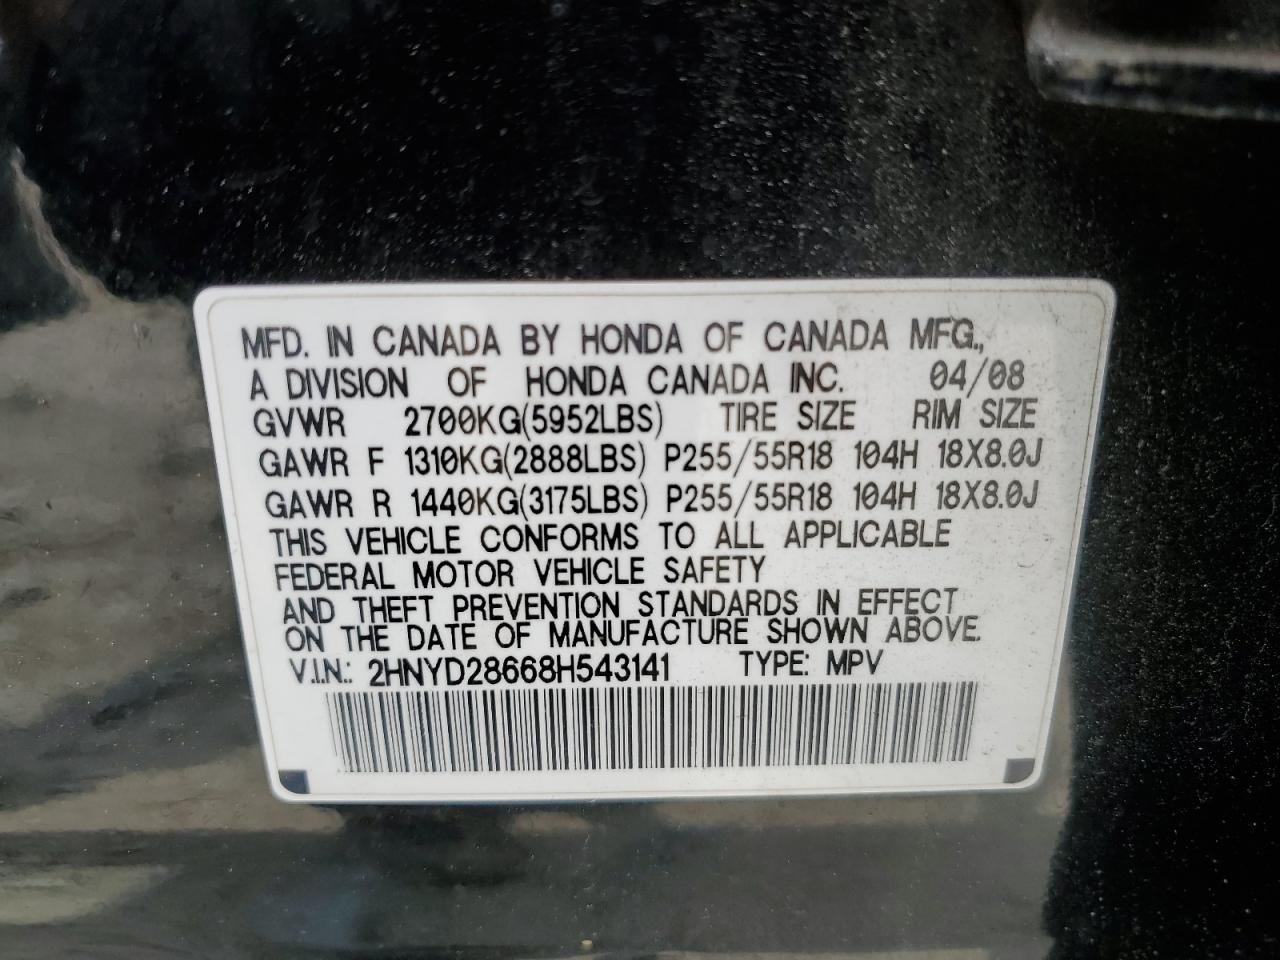 MFD. IN CANADA BY HONDA OF CANADA MFG.,
A DIVISION OF HONDA CANADA INC. 04/08
GVWR 2700KG(5952LBS) TIRE SIZE RIM SIZE
GAWR F 1310KG(2888LBS) P255/55R18 104H 18X8.0J
GAWR R 1440KG(3175LBS) P255/55R18 104H 18X8.0J
THIS VEHICLE CONFORMS TO ALL APPLICABLE
FEDERAL MOTOR VEHICLE SAFETY
AND THEFT PREVENTION STANDARDS IN EFFECT
ON THE DATE OF MANUFACTURE SHOWN ABOVE.
V.I.N.: 2HNYD28668H543141 TYPE: MPV